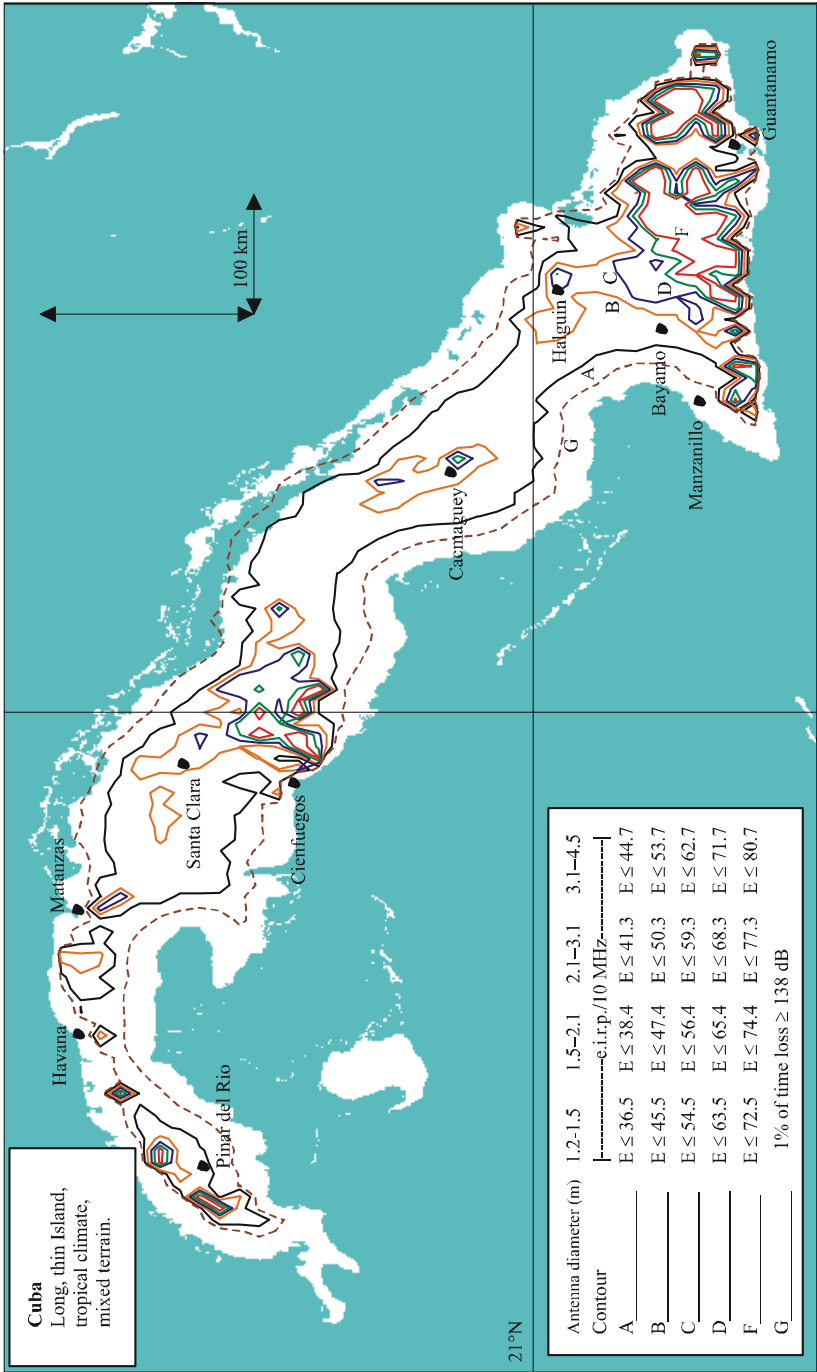 Cuba
Long, thin Island,
tropical climate,
mixed terrain.
Havana
Matanzas
Pinar del Rio
Santa Clara
Cienfuegos
Cacmaguey
Halguin
Bayamo
Manzanillo
Guantanamo
100 km
21°N
A
B
C
D
F
G
Antenna diameter (m) 1.2-1.5 1.5–2.1 2.1–3.1 3.1–4.5
Contour |-----------------e.i.r.p./10 MHz-----------------|
A E ≤ 36.5 E ≤ 38.4 E ≤ 41.3 E ≤ 44.7
B E ≤ 45.5 E ≤ 47.4 E ≤ 50.3 E ≤ 53.7
C E ≤ 54.5 E ≤ 56.4 E ≤ 59.3 E ≤ 62.7
D E ≤ 63.5 E ≤ 65.4 E ≤ 68.3 E ≤ 71.7
F E ≤ 72.5 E ≤ 74.4 E ≤ 77.3 E ≤ 80.7
G 1% of time loss ≥ 138 dB